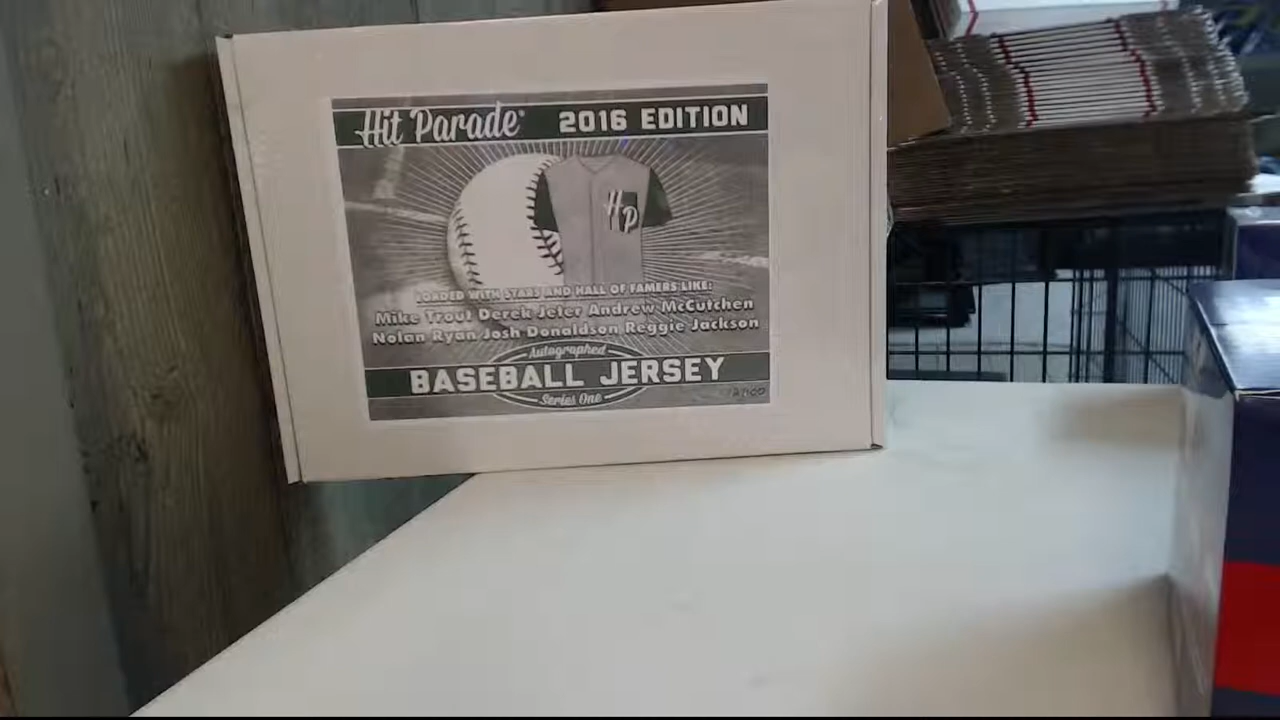 Hit Parade 2016 EDITION
HP
LOADED WITH STARS AND HALL OF FAMERS LIKE:
Mike Trout Derek Jeter Andrew McCutchen
Nolan Ryan Josh Donaldson Reggie Jackson
Autographed
BASEBALL JERSEY
Series One